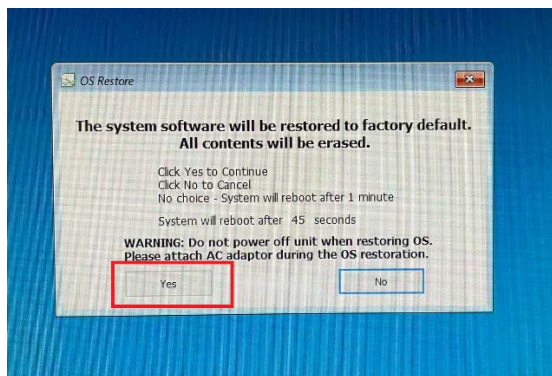 OS Restore
The system software will be restored to factory default.
All contents will be erased.
Click Yes to Continue
Click No to Cancel
No choice - System will reboot after 1 minute
System will reboot after 45 seconds
WARNING: Do not power off unit when restoring OS.
Please attach AC adaptor during the OS restoration.
Yes
No